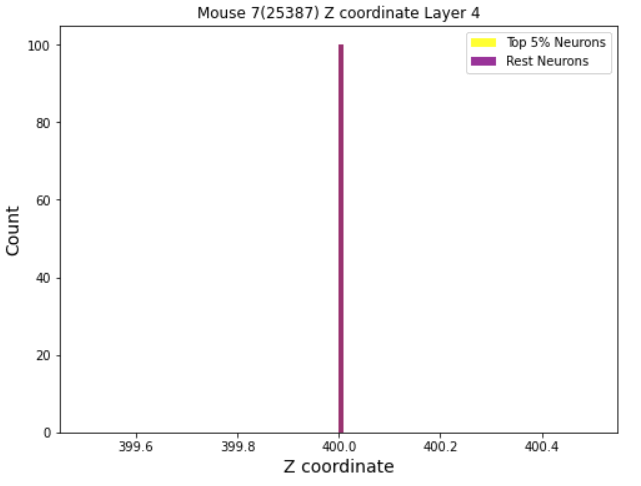 Mouse 7(25387) Z coordinate Layer 4
Top 5% Neurons
Rest Neurons
Count
100
80
60
40
20
0
399.6 399.8 400.0 400.2 400.4
Z coordinate